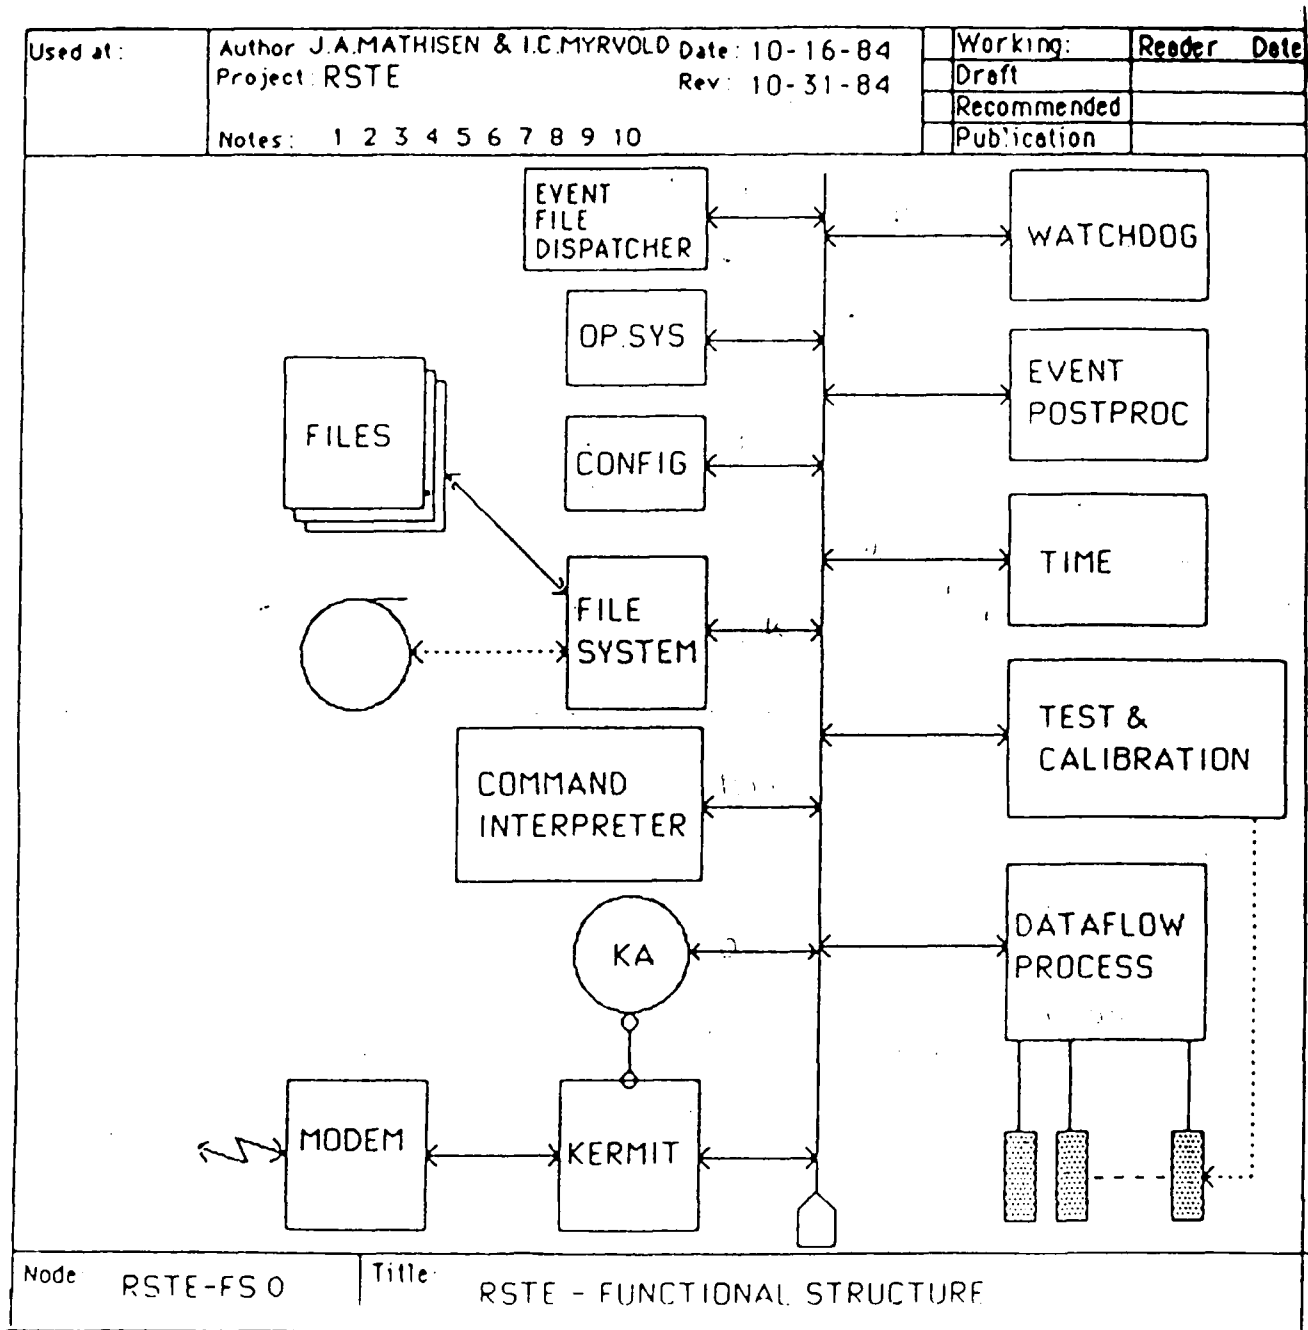 Used at:
Author J.A.MATHISEN & I.C.MYRVOLD
Date: 10-16-84
Project: RSTE
Rev: 10-31-84
Notes: 1 2 3 4 5 6 7 8 9 10
Working:
Reader Date
Draft
Recommended
Publication
EVENT
FILE
DISPATCHER
WATCHDOG
OP.SYS
EVENT
POSTPROC
FILES
CONFIG
TIME
FILE
SYSTEM
TEST &
CALIBRATION
COMMAND
INTERPRETER
DATAFLOW
PROCESS
KA
MODEM
KERMIT
Node: RSTE-FS 0
Title: RSTE - FUNCTIONAL STRUCTURE